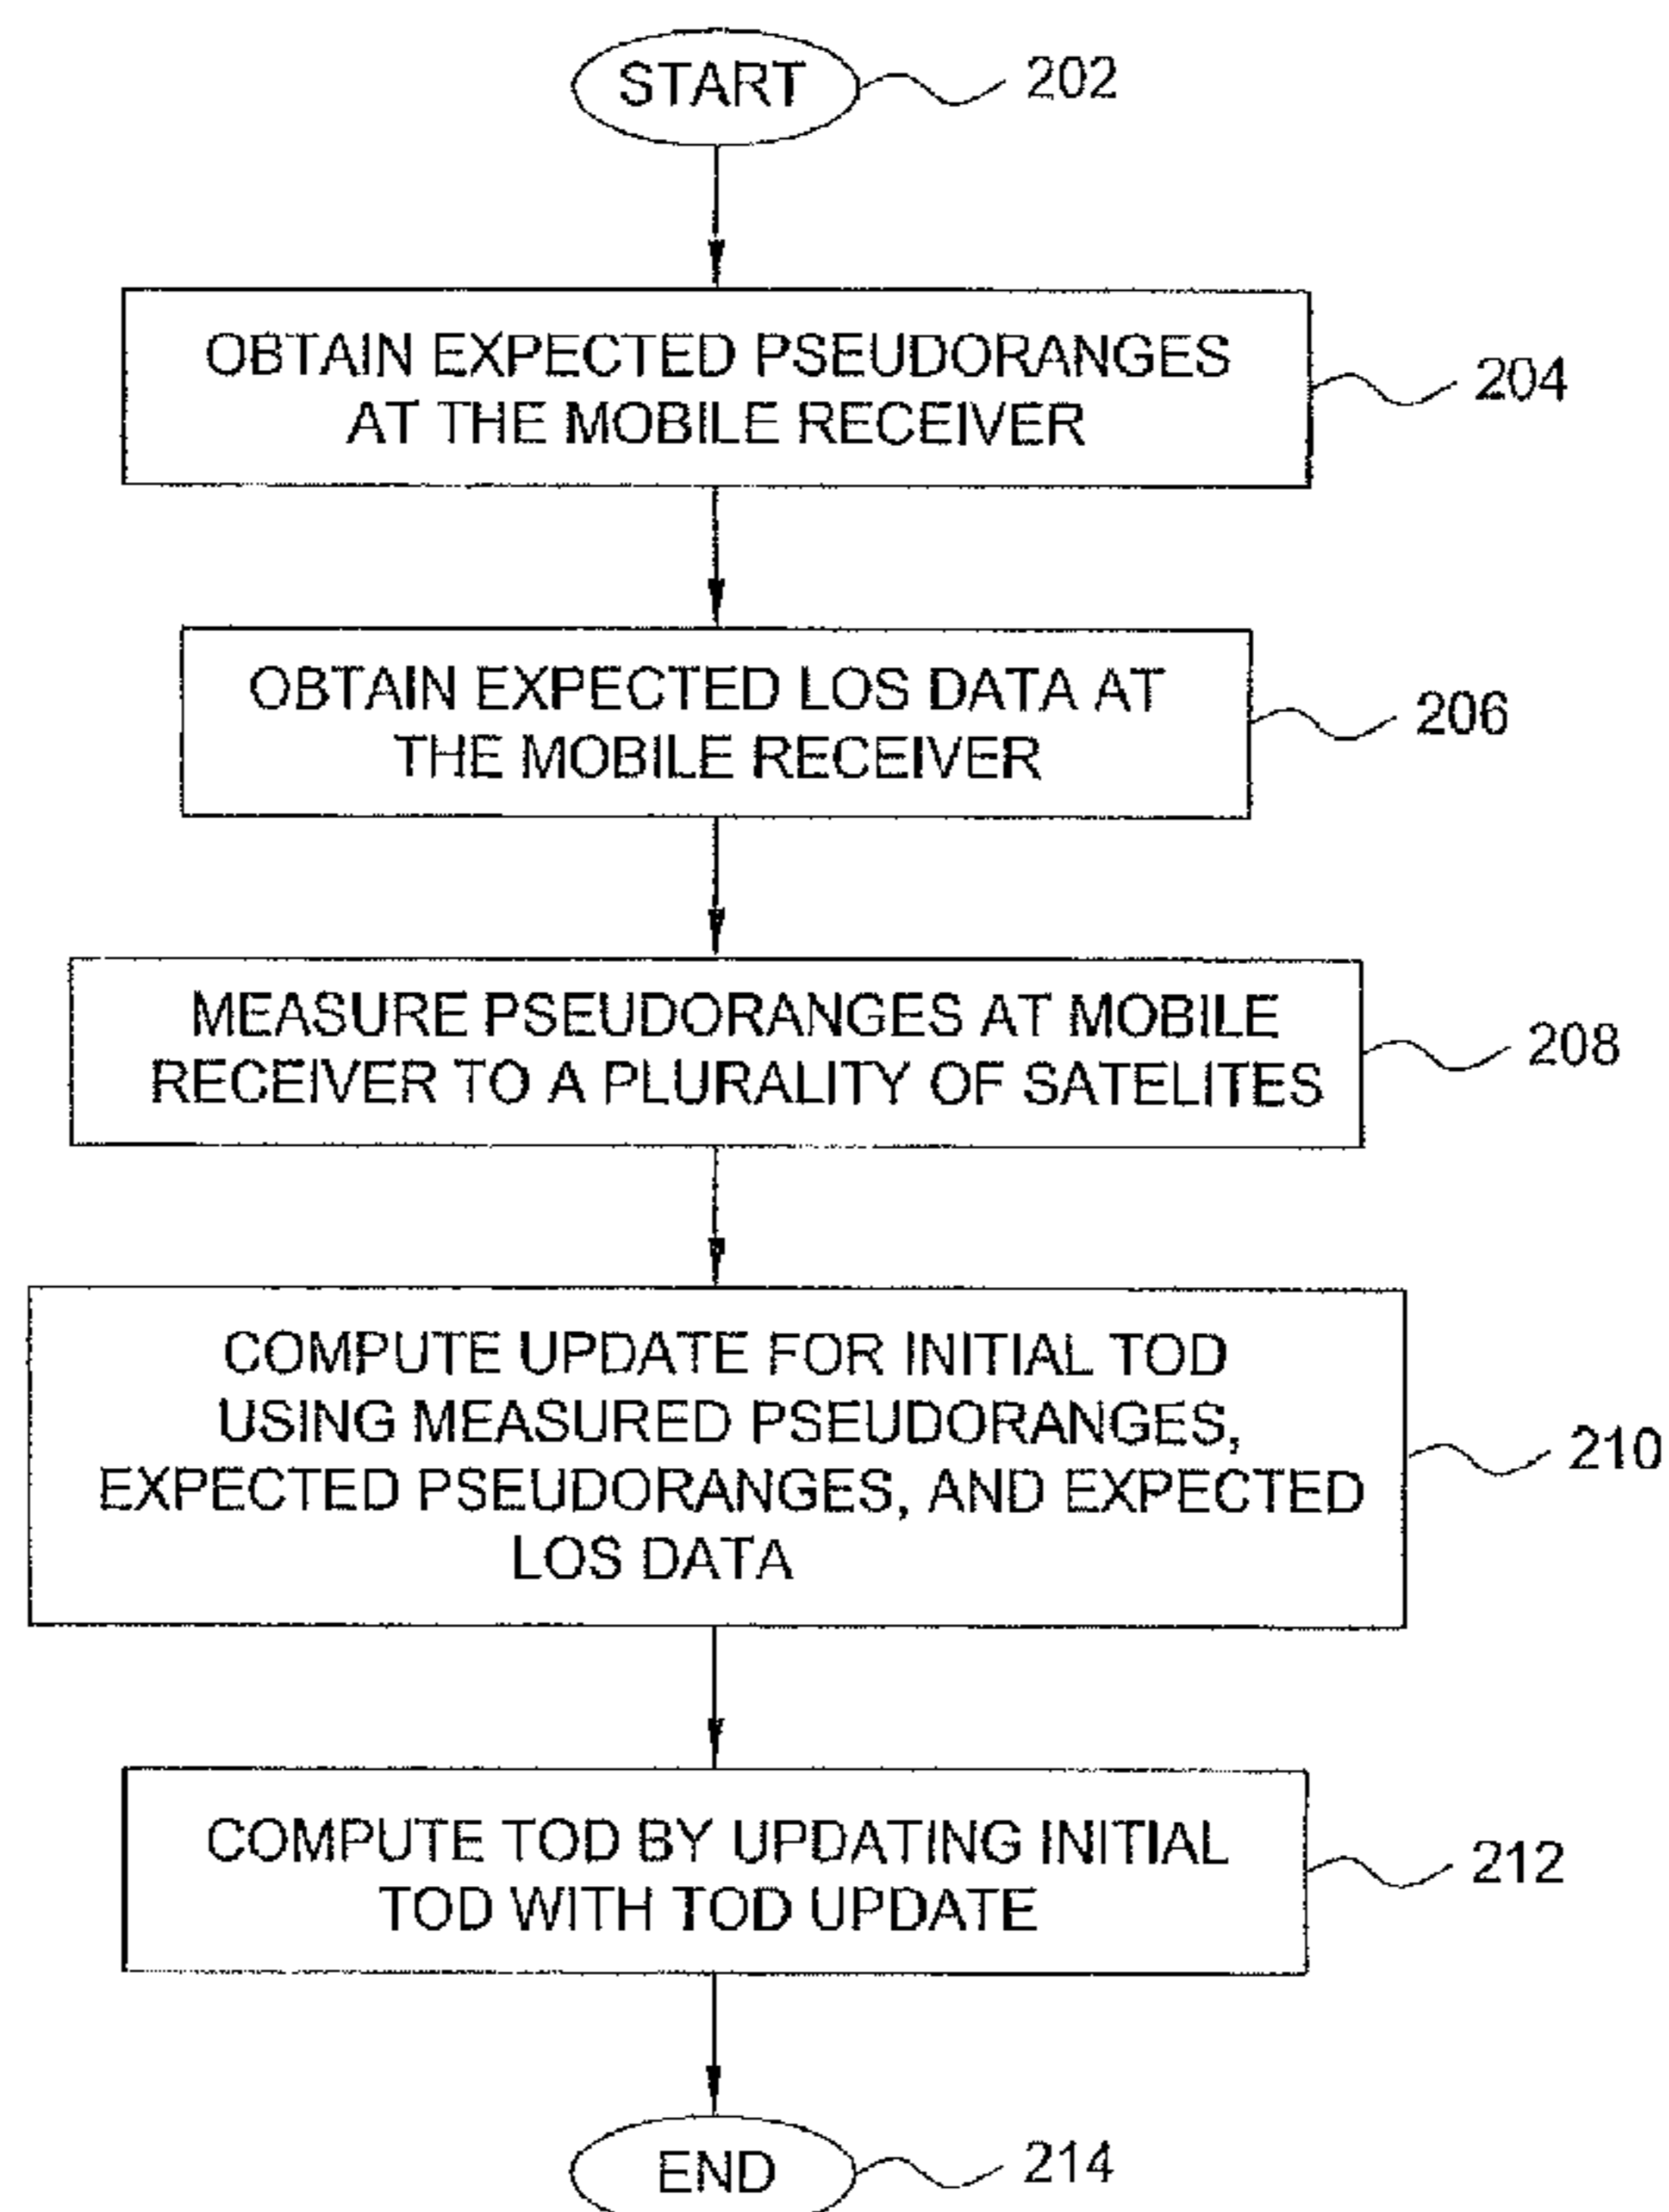 START
202
OBTAIN EXPECTED PSEUDORANGES
AT THE MOBILE RECEIVER
204
OBTAIN EXPECTED LOS DATA AT
THE MOBILE RECEIVER
206
MEASURE PSEUDORANGES AT MOBILE
RECEIVER TO A PLURALITY OF SATELITES
208
COMPUTE UPDATE FOR INITIAL TOD
USING MEASURED PSEUDORANGES,
EXPECTED PSEUDORANGES, AND EXPECTED
LOS DATA
210
COMPUTE TOD BY UPDATING INITIAL
TOD WITH TOD UPDATE
212
END
214